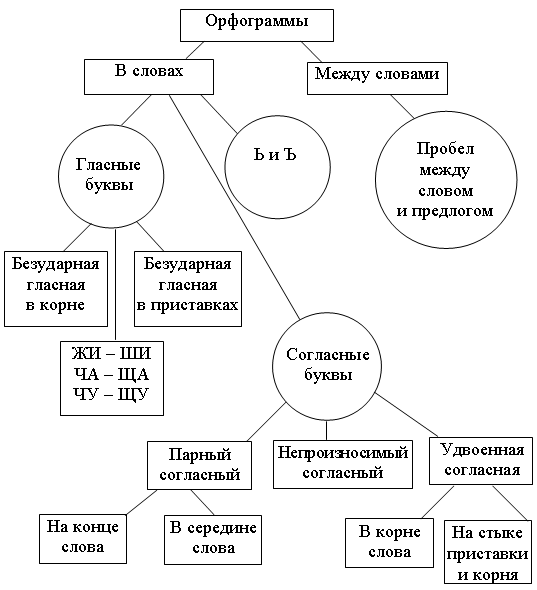 Орфограммы
В словах
Между словами
Гласные
буквы
Ь и Ъ
Пробел
между
словом
и предлогом
Безударная
гласная
в корне
Безударная
гласная
в приставках
ЖИ – ШИ
ЧА – ЩА
ЧУ – ЩУ
Согласные
буквы
Парный
согласный
Непроизносимый
согласный
Удвоенная
согласная
На конце
слова
В середине
слова
В корне
слова
На стыке
приставки
и корня